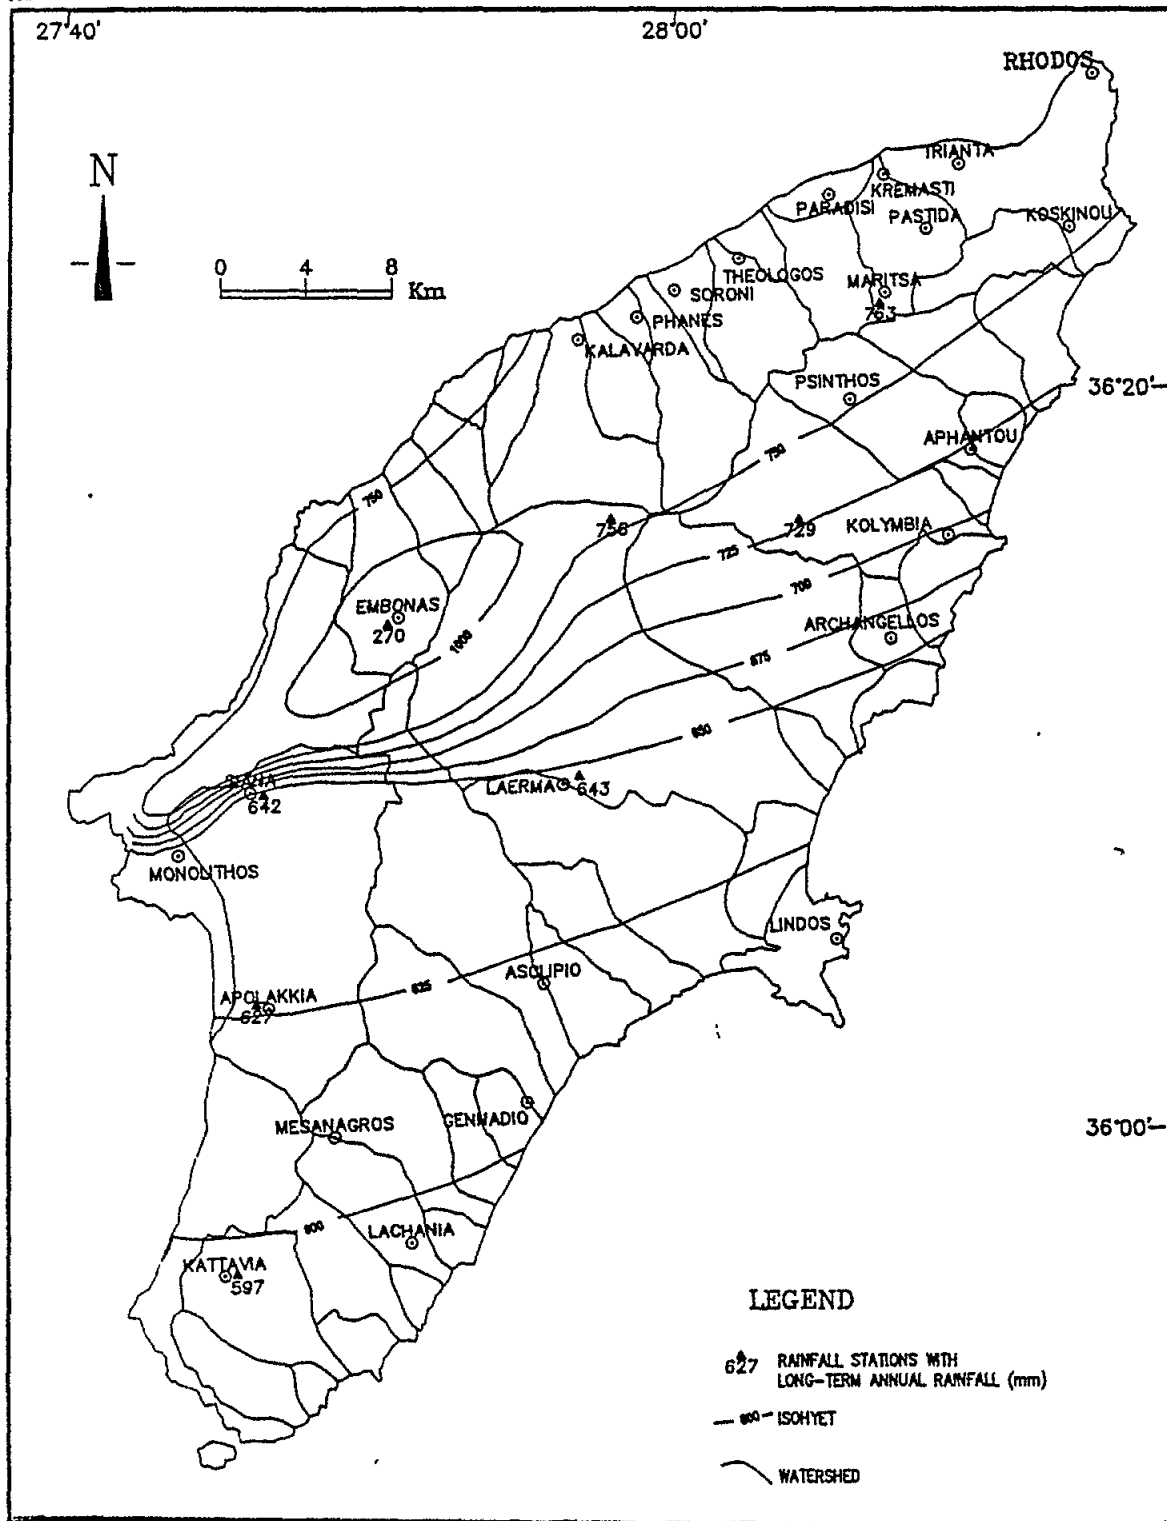 27°40'
28°00'
RHODOS
N
IRIANTA
KREMASTI
PARADISI
PASTIDA
KOSKINOU
0 4 8 Km
THEOLOGOS
MARITSA
763
SORONI
PHANES
KALAVARDA
PSINTHOS
36°20'
APHANTOU
750
750
756
729
KOLYMBIA
725
700
EMBONAS
270
1000
ARCHANGELLOS
675
650
642
LAERMA
643
MONOLITHOS
LINDOS
ASCLIPIO
625
APOLAKKIA
627
GENNADIO
MESANAGROS
36°00'
600
LACHANIA
KATTAVIA
597
LEGEND
627 RAINFALL STATIONS WITH
LONG-TERM ANNUAL RAINFALL (mm)
600 ISOHYET
WATERSHED